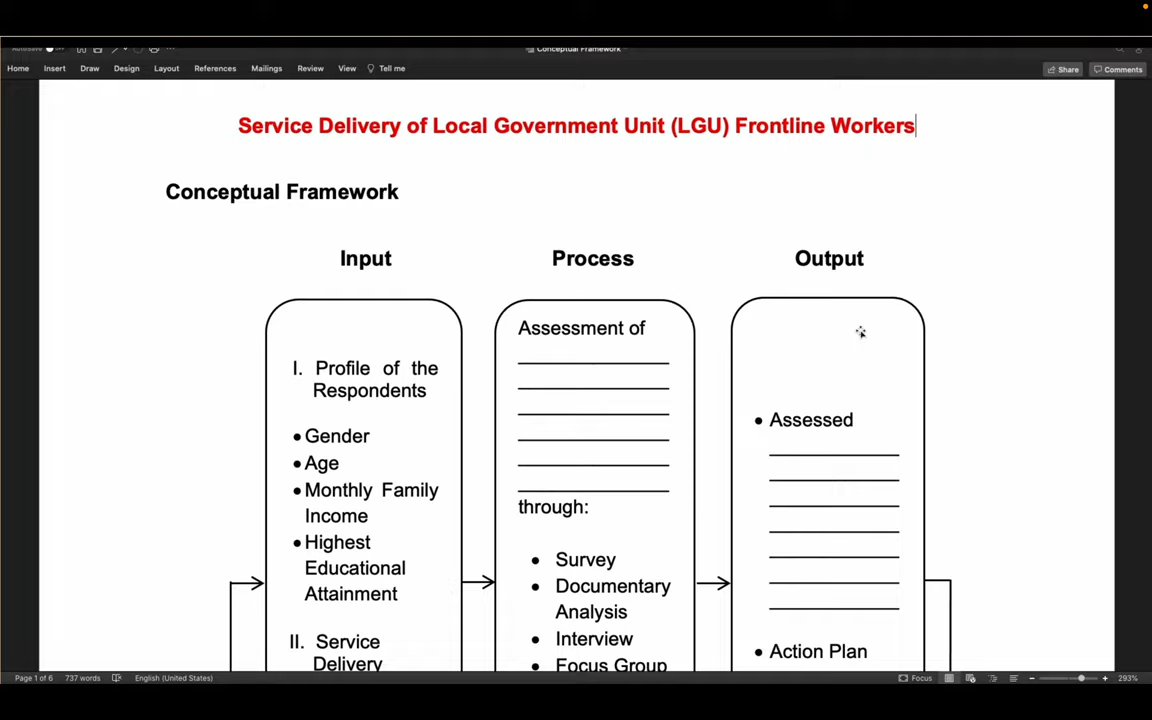 AutoSave OFF
Conceptual Framework
Home Insert Draw Design Layout References Mailings Review View Tell me Share Comments
Service Delivery of Local Government Unit (LGU) Frontline Workers
Conceptual Framework
Input
I. Profile of the
Respondents
• Gender
• Age
• Monthly Family
Income
• Highest
Educational
Attainment
II. Service
Delivery
Process
Assessment of
through:
• Survey
• Documentary
Analysis
• Interview
• Focus Group
Output
• Assessed
• Action Plan
Page 1 of 6 737 words English (United States) Focus 293%